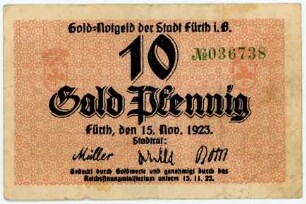 Gold-Notgeld der Stadt Fürth i.B.
10
№036738
Gold Pfennig
Fürth, den 15. Nov. 1923.
Stadtrat:
Müller
Gedeckt durch Goldwerte und genehmigt durch das
Reichsfinanzministerium unterm 13.11.23.